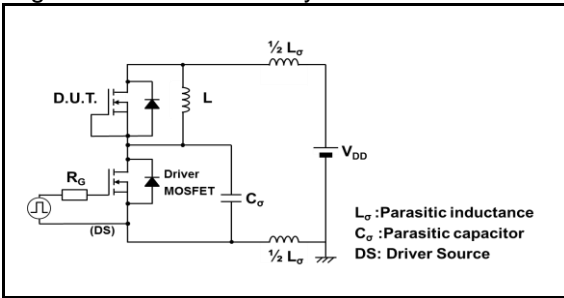 ½ Lσ
D.U.T.
L
VDD
RG
Driver
MOSFET
Cσ
(DS)
½ Lσ
Lσ :Parasitic inductance
Cσ :Parasitic capacitor
DS: Driver Source